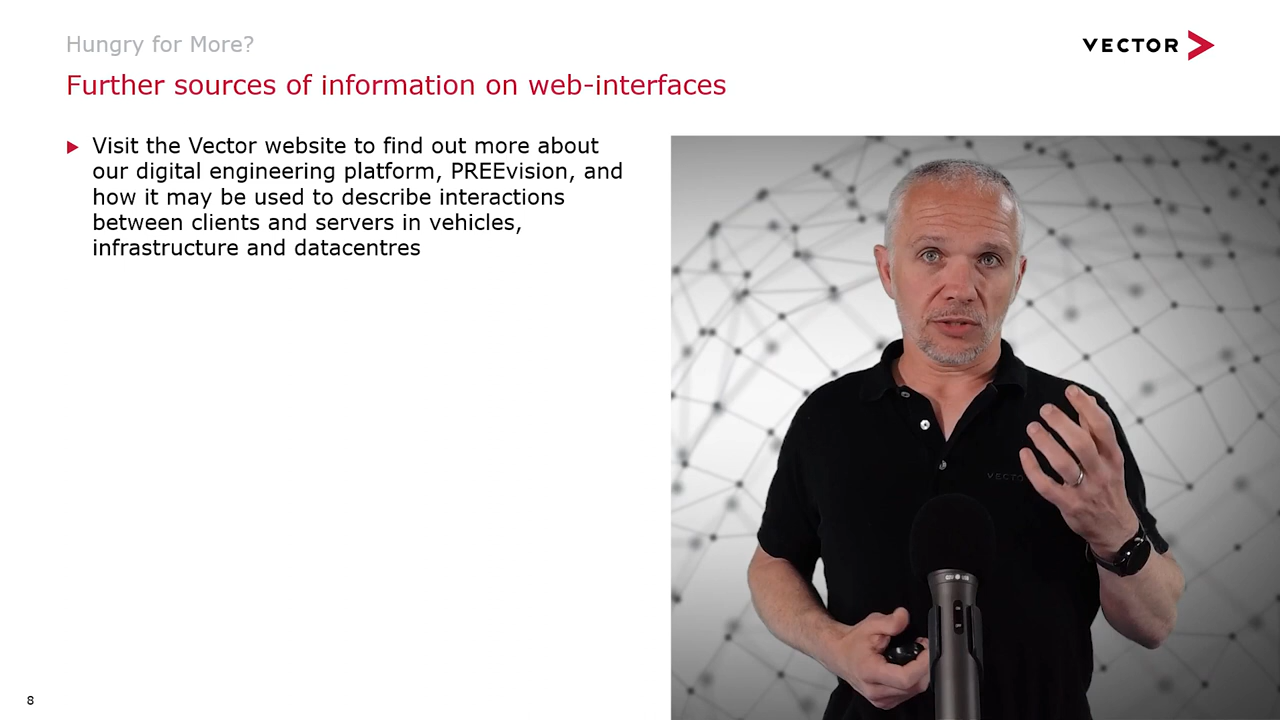 Hungry for More?
VECTOR
Further sources of information on web-interfaces
Visit the Vector website to find out more about
our digital engineering platform, PREEvision, and
how it may be used to describe interactions
between clients and servers in vehicles,
infrastructure and datacentres
VECTO
8